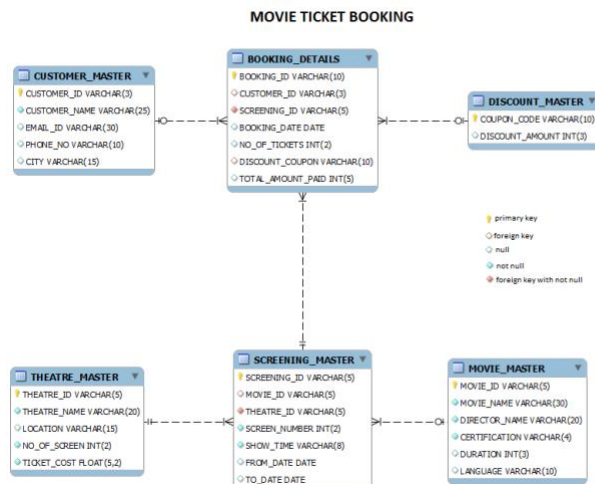 MOVIE TICKET BOOKING
CUSTOMER_MASTER
CUSTOMER_ID VARCHAR(3)
CUSTOMER_NAME VARCHAR(25)
EMAIL_ID VARCHAR(30)
PHONE_NO VARCHAR(10)
CITY VARCHAR(15)
BOOKING_DETAILS
BOOKING_ID VARCHAR(10)
CUSTOMER_ID VARCHAR(3)
SCREENING_ID VARCHAR(5)
BOOKING_DATE DATE
NO_OF_TICKETS INT(2)
DISCOUNT_COUPON VARCHAR(10)
TOTAL_AMOUNT_PAID INT(5)
DISCOUNT_MASTER
COUPON_CODE VARCHAR(10)
DISCOUNT_AMOUNT INT(3)
primary key
foreign key
null
not null
foreign key with not null
THEATRE_MASTER
THEATRE_ID VARCHAR(5)
THEATRE_NAME VARCHAR(20)
LOCATION VARCHAR(15)
NO_OF_SCREEN INT(2)
TICKET_COST FLOAT(5,2)
SCREENING_MASTER
SCREENING_ID VARCHAR(5)
MOVIE_ID VARCHAR(5)
THEATRE_ID VARCHAR(5)
SCREEN_NUMBER INT(2)
SHOW_TIME VARCHAR(8)
FROM_DATE DATE
TO_DATE DATE
MOVIE_MASTER
MOVIE_ID VARCHAR(5)
MOVIE_NAME VARCHAR(30)
DIRECTOR_NAME VARCHAR(20)
CERTIFICATION VARCHAR(4)
DURATION INT(3)
LANGUAGE VARCHAR(10)